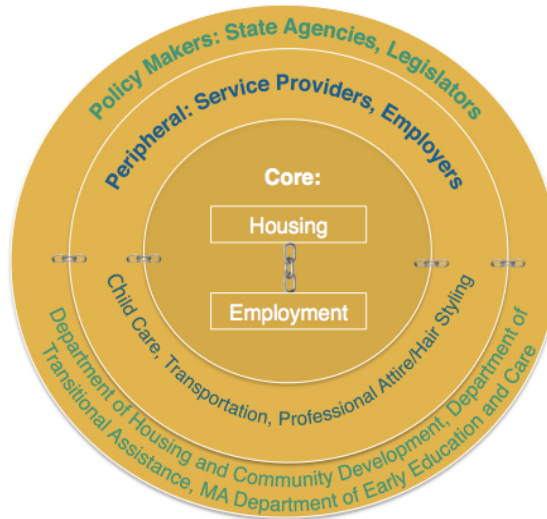 Policy Makers: State Agencies, Legislators
Peripheral: Service Providers, Employers
Core:
Housing
Employment
Child Care, Transportation, Professional Attire/Hair Styling
Department of Housing and Community Development, Department of
Transitional Assistance, MA Department of Early Education and Care